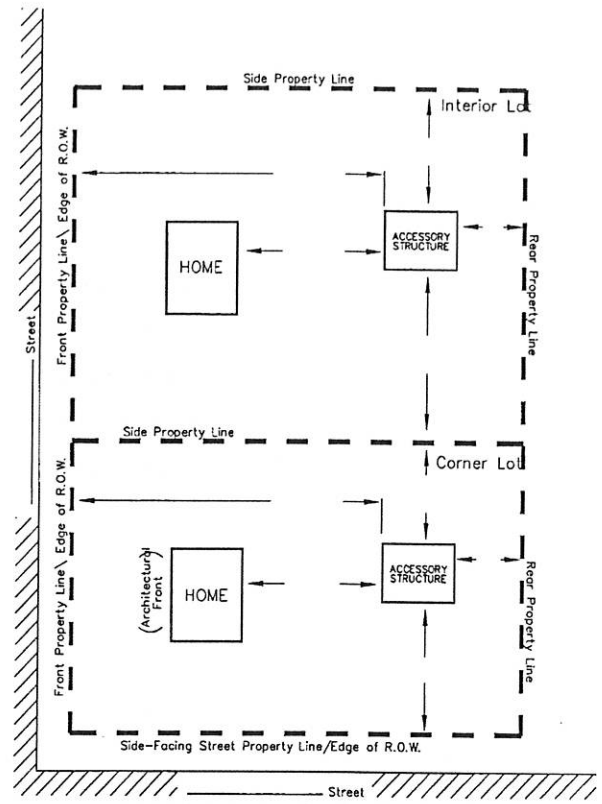 Side Property Line
Interior Lot
Front Property Line\ Edge of R.O.W.
ACCESSORY
STRUCTURE
HOME
Rear Property Line
Street
Side Property Line
Corner Lot
Front Property Line\ Edge of R.O.W.
(Architectural
Front)
HOME
ACCESSORY
STRUCTURE
Rear Property Line
Side-Facing Street Property Line/Edge of R.O.W.
Street